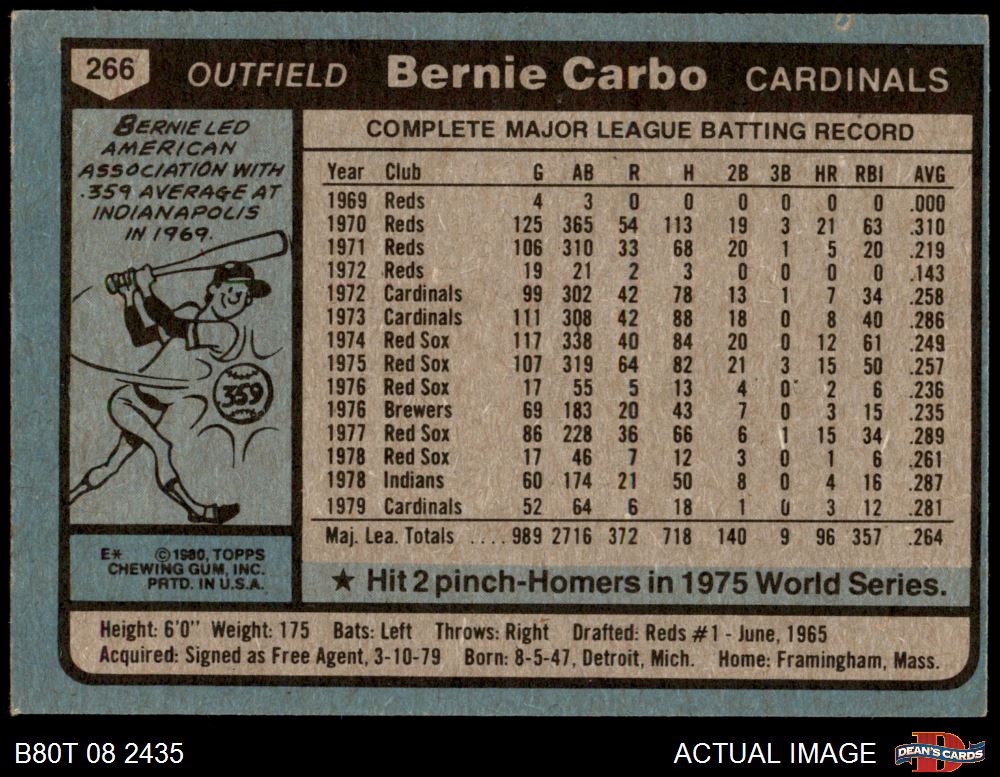 266 OUTFIELD Bernie Carbo CARDINALS
BERNIE LED
AMERICAN
ASSOCIATION WITH
.359 AVERAGE AT
INDIANAPOLIS
IN 1969.
359
E* ©1980, TOPPS
CHEWING GUM, INC.
PRTD. IN U.S.A.
COMPLETE MAJOR LEAGUE BATTING RECORD
Year Club G AB R H 2B 3B HR RBI AVG
1969 Reds 4 3 0 0 0 0 0 0 .000
1970 Reds 125 365 54 113 19 3 21 63 .310
1971 Reds 106 310 33 68 20 1 5 20 .219
1972 Reds 19 21 2 3 0 0 0 0 .143
1972 Cardinals 99 302 42 78 13 1 7 34 .258
1973 Cardinals 111 308 42 88 18 0 8 40 .286
1974 Red Sox 117 338 40 84 20 0 12 61 .249
1975 Red Sox 107 319 64 82 21 3 15 50 .257
1976 Red Sox 17 55 5 13 4 0 2 6 .236
1976 Brewers 69 183 20 43 7 0 3 15 .235
1977 Red Sox 86 228 36 66 6 1 15 34 .289
1978 Red Sox 17 46 7 12 3 0 1 6 .261
1978 Indians 60 174 21 50 8 0 4 16 .287
1979 Cardinals 52 64 6 18 1 0 3 12 .281
Maj. Lea. Totals .... 989 2716 372 718 140 9 96 357 .264
★ Hit 2 pinch-Homers in 1975 World Series.
Height: 6'0" Weight: 175 Bats: Left Throws: Right Drafted: Reds #1 - June, 1965
Acquired: Signed as Free Agent, 3-10-79 Born: 8-5-47, Detroit, Mich. Home: Framingham, Mass.
B80T 08 2435 ACTUAL IMAGE DEAN'S CARDS